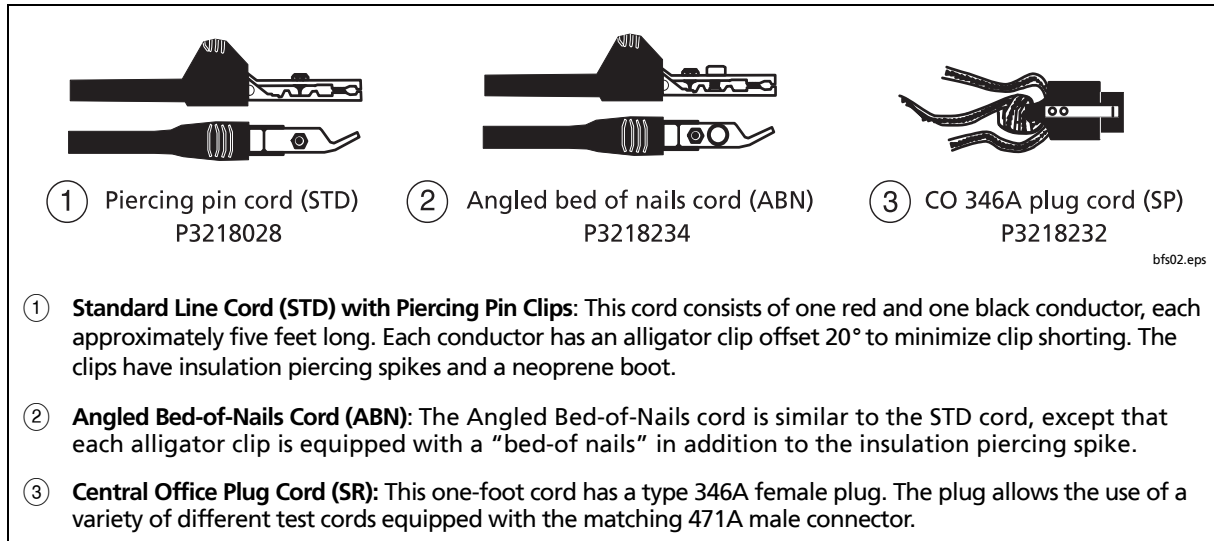 ① Piercing pin cord (STD)
P3218028
② Angled bed of nails cord (ABN)
P3218234
③ CO 346A plug cord (SP)
P3218232
bfs02.eps
① Standard Line Cord (STD) with Piercing Pin Clips: This cord consists of one red and one black conductor, each
approximately five feet long. Each conductor has an alligator clip offset 20° to minimize clip shorting. The
clips have insulation piercing spikes and a neoprene boot.
② Angled Bed-of-Nails Cord (ABN): The Angled Bed-of-Nails cord is similar to the STD cord, except that
each alligator clip is equipped with a “bed-of nails” in addition to the insulation piercing spike.
③ Central Office Plug Cord (SR): This one-foot cord has a type 346A female plug. The plug allows the use of a
variety of different test cords equipped with the matching 471A male connector.